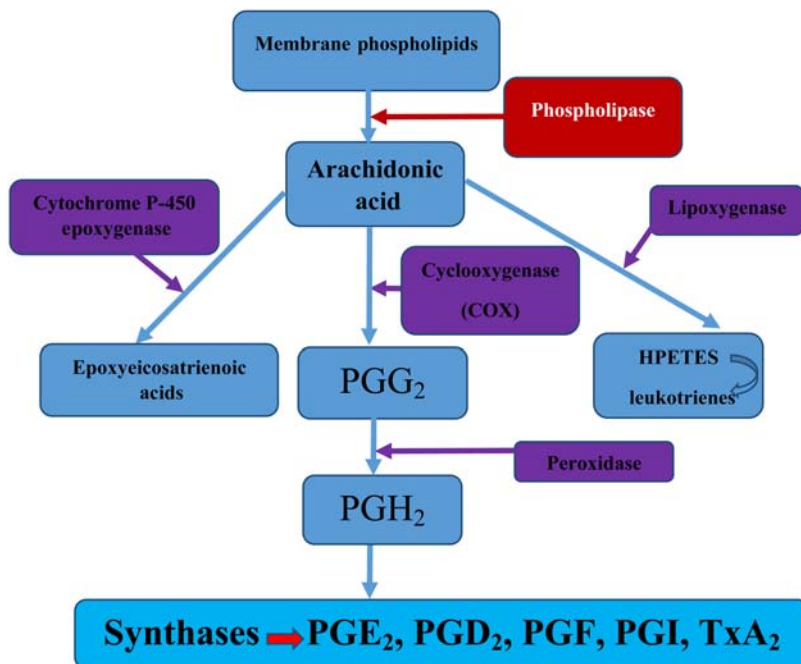 Membrane phospholipids
Phospholipase
Arachidonic
acid
Cytochrome P-450
epoxygenase
Lipoxygenase
Cyclooxygenase
(COX)
Epoxyeicosatrienoic
acids
PGG₂
HPETES
leukotrienes
Peroxidase
PGH₂
Synthases PGE₂, PGD₂, PGF, PGI, TxA₂